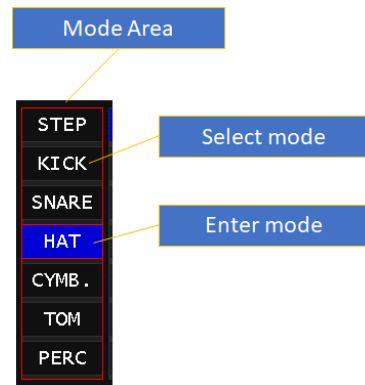 Mode Area
STEP
KICK
Select mode
SNARE
HAT
Enter mode
CYMB.
TOM
PERC